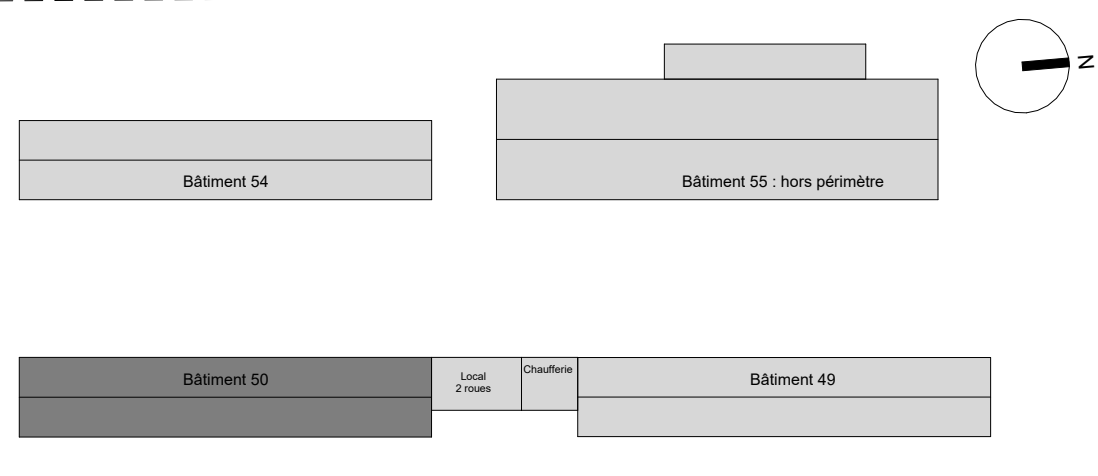 N
Bâtiment 54
Bâtiment 55 : hors périmètre
Bâtiment 50
Local
2 roues
Chaufferie
Bâtiment 49